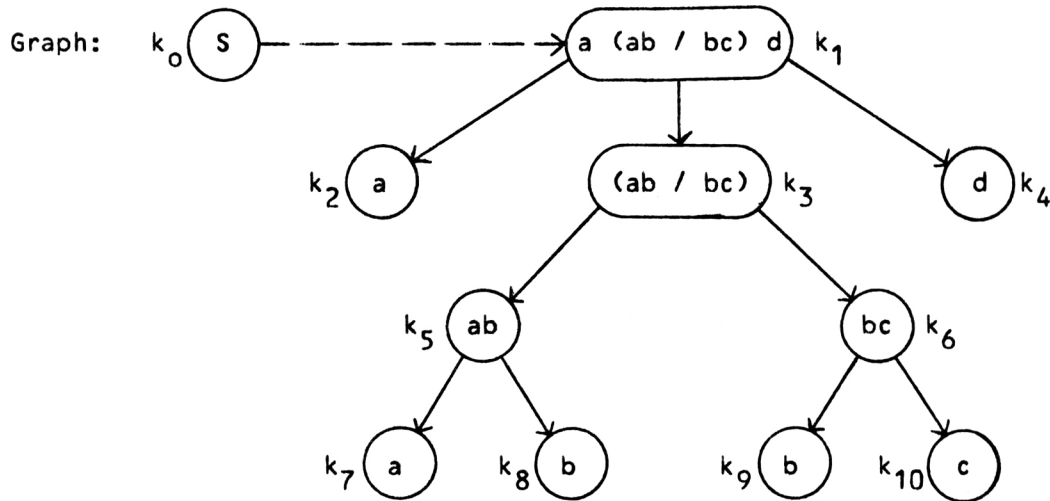 Graph: k₀ S a (ab / bc) d k₁
k₂ a (ab / bc) k₃ d k₄
k₅ ab bc k₆
k₇ a k₈ b k₉ b k₁₀ c